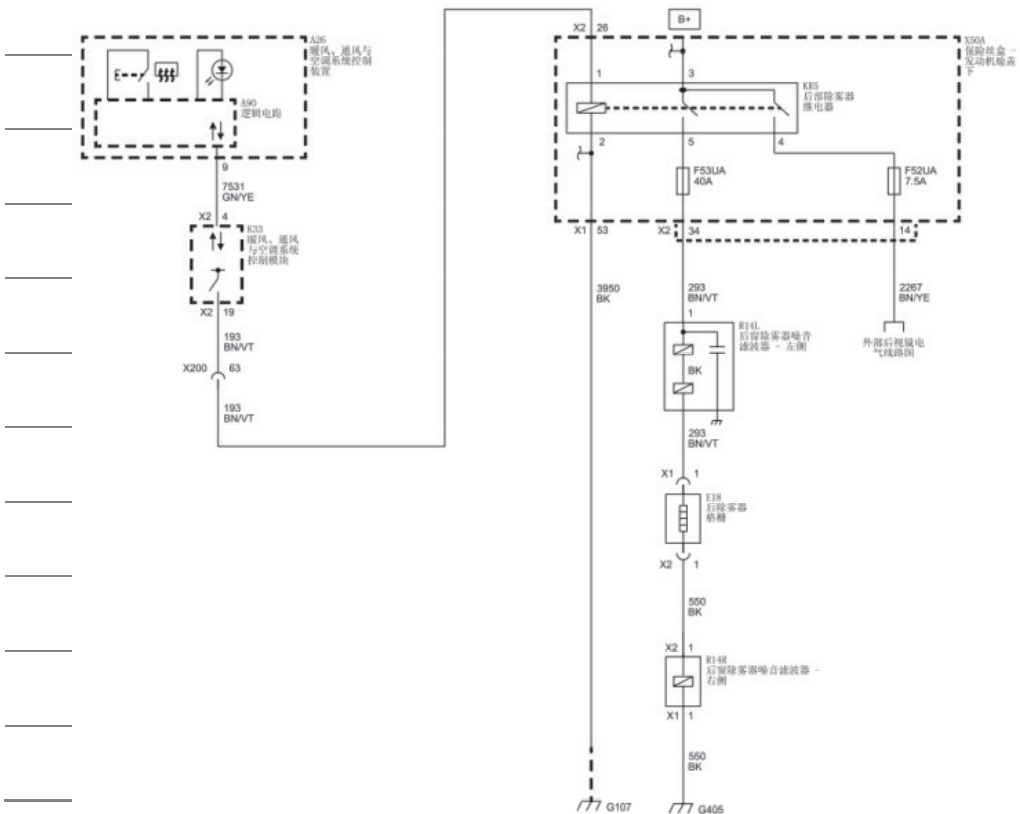 A26
暖风、通风与
空调系统控制
装置
A90
逻辑电路
9
7531
GN/YE
X2 4
K33
暖风、通风
与空调系统
控制模块
X2 19
193
BN/VT
X200 63
193
BN/VT
X2 26
B+
X50A
保险丝盒 -
发动机舱盖
下
1
3
KR5
后部除雾器
继电器
2
5
4
F53UA
40A
F52UA
7.5A
X1 53
X2 34
14
3950
BK
293
BN/VT
2267
BN/YE
1
R14L
后窗除雾器噪音
滤波器 - 左侧
BK
外部后视镜电
气线路图
293
BN/VT
X1 1
E18
后除雾器
格栅
X2 1
550
BK
X2 1
R14R
后窗除雾器噪音滤波器 -
右侧
X1 1
550
BK
G107
G405